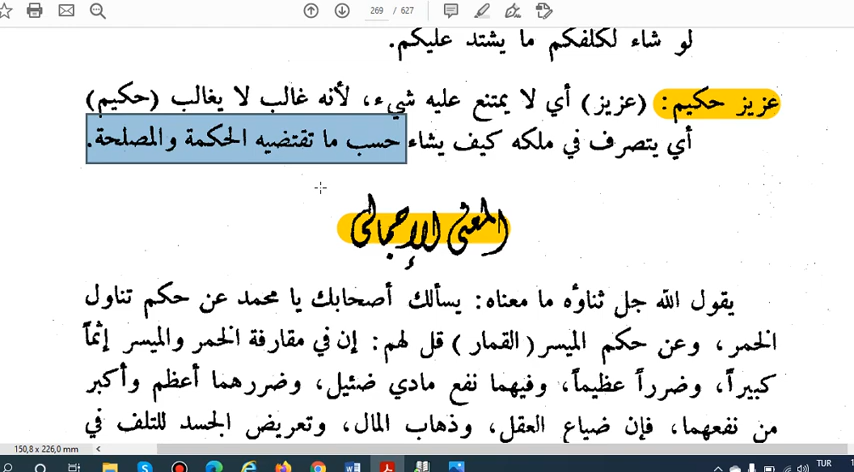 269 / 627
لو شاء لكلفكم ما يشتد عليكم.
عزيز حكيم: (عزيز) أي لا يمتنع عليه شيء، لأنه غالب لا يغالب (حكيم)
أي يتصرف في ملكه كيف يشاء حسب ما تقتضيه الحكمة والمصلحة.
المعنى الإجمالي
يقول الله جل ثناؤه ما معناه: يسألك أصحابك يا محمد عن حكم تناول
الخمر، وعن حكم الميسر (القمار) قل لهم: إن في مقارفة الخمر والميسر إثماً
كبيراً، وضرراً عظيماً، وفيهما نفع مادي ضئيل، وضررهما أعظم وأكبر
من نفعهما، فإن ضياع العقل، وذهاب المال، وتعريض الجسد للتلف في
150,8 x 226,0 mm
TUR